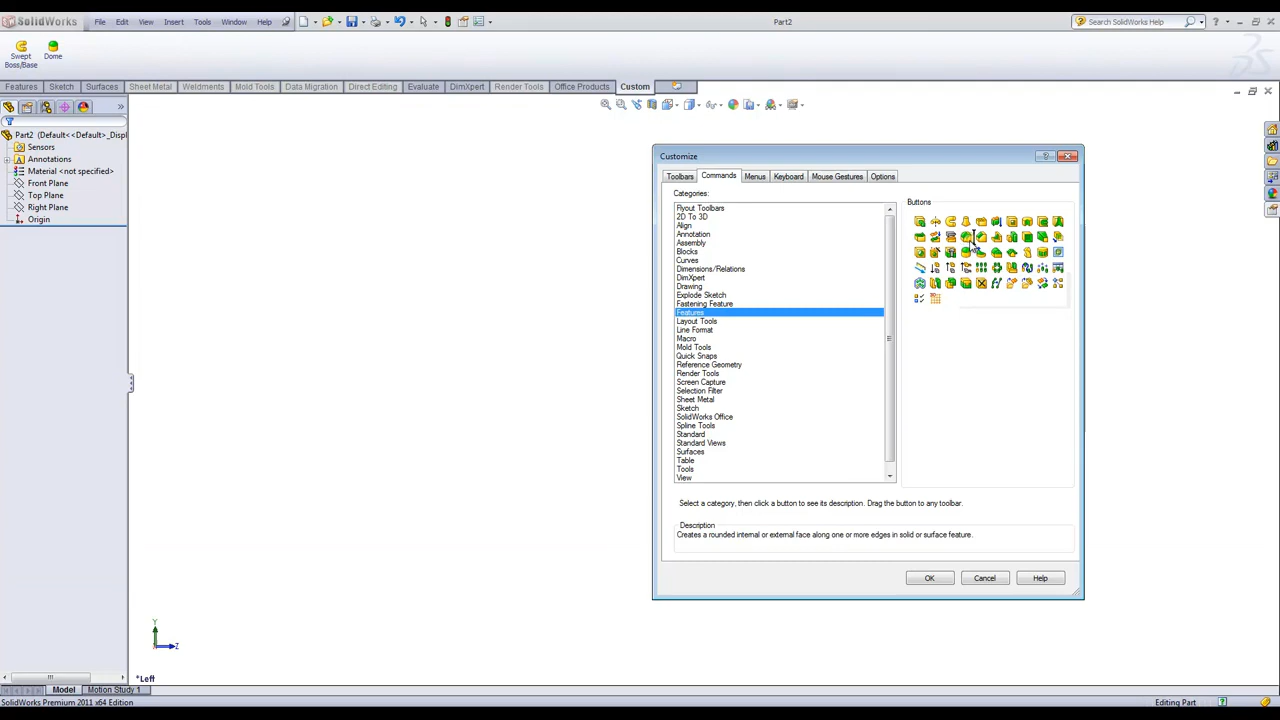 SolidWorks File Edit View Insert Tools Window Help Part2 Search SolidWorks Help
Swept
Boss/Base
Dome
Features Sketch Surfaces Sheet Metal Weldments Mold Tools Data Migration Direct Editing Evaluate DimXpert Render Tools Office Products Custom
Part2 (Default<<Default>_Displ
Sensors
Annotations
Material <not specified>
Front Plane
Top Plane
Right Plane
Origin
Customize
Toolbars Commands Menus Keyboard Mouse Gestures Options
Categories:
Flyout Toolbars
2D To 3D
Align
Annotation
Assembly
Blocks
Curves
Dimensions/Relations
DimXpert
Drawing
Explode Sketch
Fastening Feature
Features
Layout Tools
Line Format
Macro
Mold Tools
Quick Snaps
Reference Geometry
Render Tools
Screen Capture
Selection Filter
Sheet Metal
Sketch
SolidWorks Office
Spline Tools
Standard
Standard Views
Surfaces
Table
Tools
View
Buttons
Select a category, then click a button to see its description. Drag the button to any toolbar.
Description
Creates a rounded internal or external face along one or more edges in solid or surface feature.
OK Cancel Help
Y
Z
*Left
Model Motion Study 1
SolidWorks Premium 2011 x64 Edition Editing Part